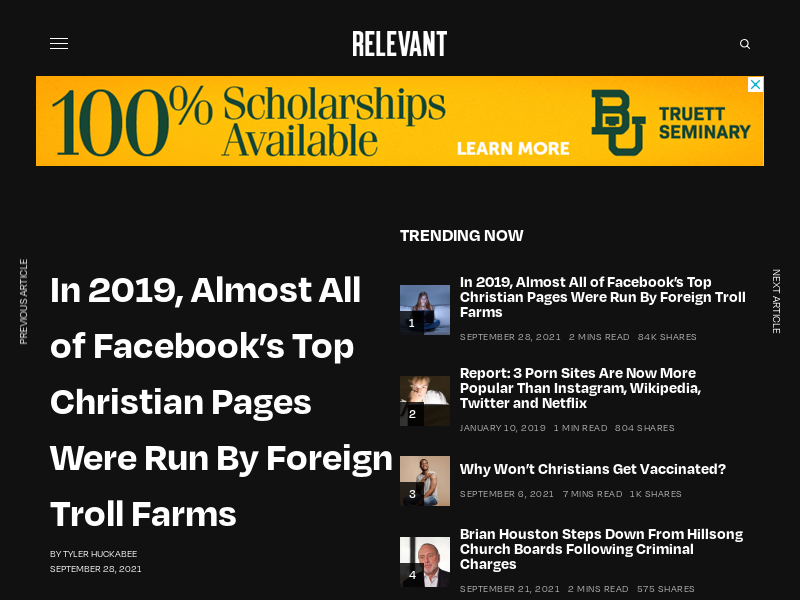 RELEVANT
100% Scholarships
Available
LEARN MORE
BU
TRUETT
SEMINARY
PREVIOUS ARTICLE
In 2019, Almost All
of Facebook's Top
Christian Pages
Were Run By Foreign
Troll Farms
BY TYLER HUCKABEE
SEPTEMBER 28, 2021
TRENDING NOW
1
In 2019, Almost All of Facebook's Top
Christian Pages Were Run By Foreign Troll
Farms
SEPTEMBER 28, 2021 2 MINS READ 84K SHARES
2
Report: 3 Porn Sites Are Now More
Popular Than Instagram, Wikipedia,
Twitter and Netflix
JANUARY 10, 2019 1 MIN READ 804 SHARES
3
Why Won't Christians Get Vaccinated?
SEPTEMBER 6, 2021 7 MINS READ 1K SHARES
4
Brian Houston Steps Down From Hillsong
Church Boards Following Criminal
Charges
SEPTEMBER 21, 2021 2 MINS READ 575 SHARES
NEXT ARTICLE